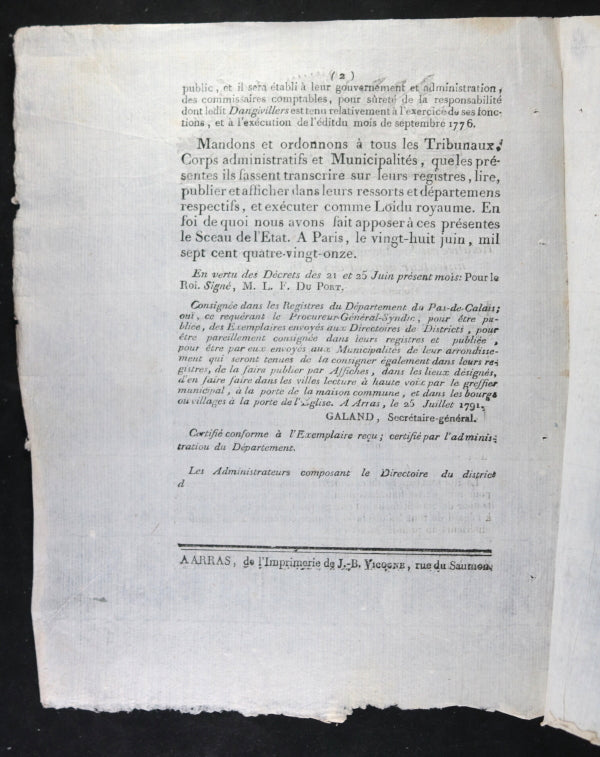 ( 2 )
public, et il sera établi à leur gouvernement et administration,
des commissaires comptables, pour sûreté de la responsabilité
dont ledit Dangivillers est tenu relativement à l'exercice de ses fonc-
tions, et à l'exécution de l'édit du mois de septembre 1776.
Mandons et ordonnons à tous les Tribunaux,
Corps administratifs et Municipalités, que les pré-
sentes ils fassent transcrire sur leurs registres, lire,
publier et afficher dans leurs ressorts et départemens
respectifs, et exécuter comme Loi du royaume. En
foi de quoi nous avons fait apposer à ces présentes
le Sceau de l'Etat. A Paris, le vingt-huit juin, mil
sept cent quatre-vingt-onze.
En vertu des Décrets des 21 et 25 Juin présent mois: Pour le
Roi. Signé, M. L. F. Du Port.
Consignée dans les Registres du Département du Pas-de-Calais;
oui, ce requérant le Procureur-Général-Syndic, pour être pu-
bliée, des Exemplaires envoyés aux Directoires de Districts, pour
être pareillement consignée dans leurs registres et publiée,
pour être par eux envoyés aux Municipalités de leur arrondisse-
ment qui seront tenues de la consigner également dans leurs re-
gistres, de la faire publier par Affiches, dans les lieux désignés,
d'en faire faire dans les villes lecture à haute voix par le greffier
municipal, à la porte de la maison commune, et dans les bourgs
ou villages à la porte de l'Eglise. A Arras, le 25 Juillet 1791.
GALAND, Secrétaire-général.
Certifié conforme à l'Exemplaire reçu; certifié par l'adminis-
tration du Département.
Les Administrateurs composant le Directoire du district
d
A ARRAS, de l'Imprimerie de J.-B. Vicogne, rue du Saumon.